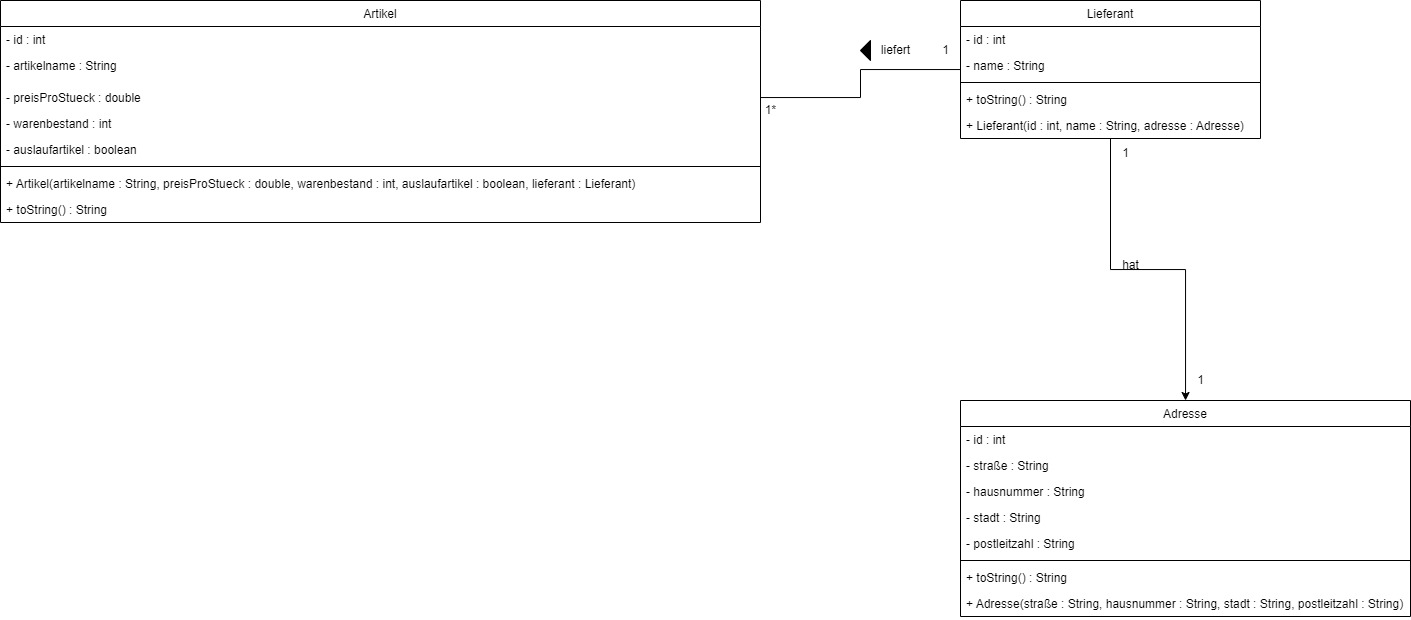 Artikel
- id : int
- artikelname : String
- preisProStueck : double
- warenbestand : int
- auslaufartikel : boolean
+ Artikel(artikelname : String, preisProStueck : double, warenbestand : int, auslaufartikel : boolean, lieferant : Lieferant)
+ toString() : String
liefert
1
1*
Lieferant
- id : int
- name : String
+ toString() : String
+ Lieferant(id : int, name : String, adresse : Adresse)
1
hat
1
Adresse
- id : int
- straße : String
- hausnummer : String
- stadt : String
- postleitzahl : String
+ toString() : String
+ Adresse(straße : String, hausnummer : String, stadt : String, postleitzahl : String)